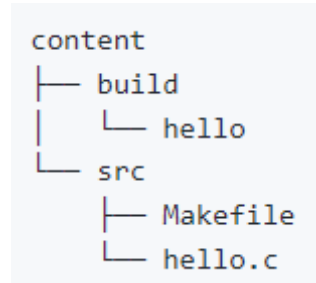 content
├── build
│   └── hello
└── src
    ├── Makefile
    └── hello.c